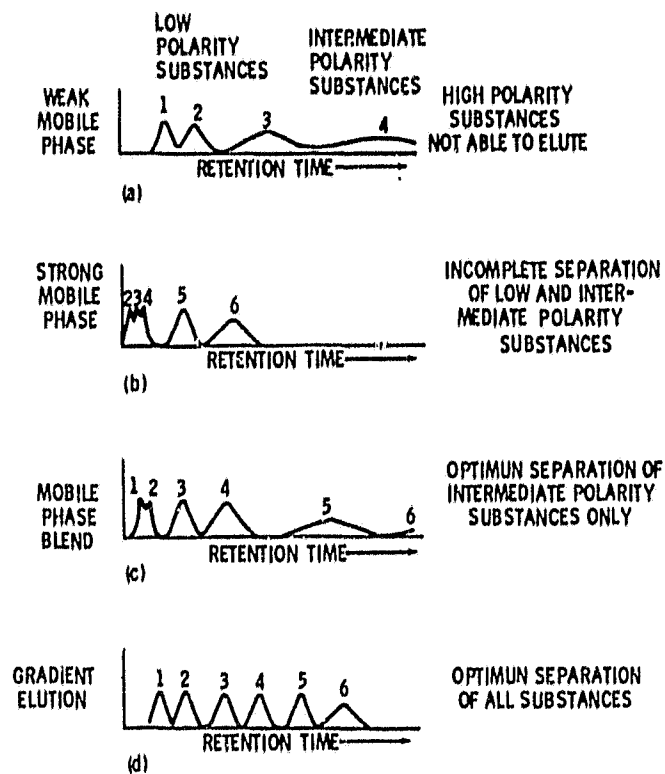 LOW
POLARITY
SUBSTANCES
INTERMEDIATE
POLARITY
SUBSTANCES
WEAK
MOBILE
PHASE
1 2 3 4
HIGH POLARITY
SUBSTANCES
NOT ABLE TO ELUTE
RETENTION TIME
(a)
STRONG
MOBILE
PHASE
234 5 6
INCOMPLETE SEPARATION
OF LOW AND INTER-
MEDIATE POLARITY
SUBSTANCES
RETENTION TIME
(b)
MOBILE
PHASE
BLEND
1 2 3 4 5 6
OPTIMUN SEPARATION OF
INTERMEDIATE POLARITY
SUBSTANCES ONLY
RETENTION TIME
(c)
GRADIENT
ELUTION
1 2 3 4 5 6
OPTIMUN SEPARATION
OF ALL SUBSTANCES
RETENTION TIME
(d)